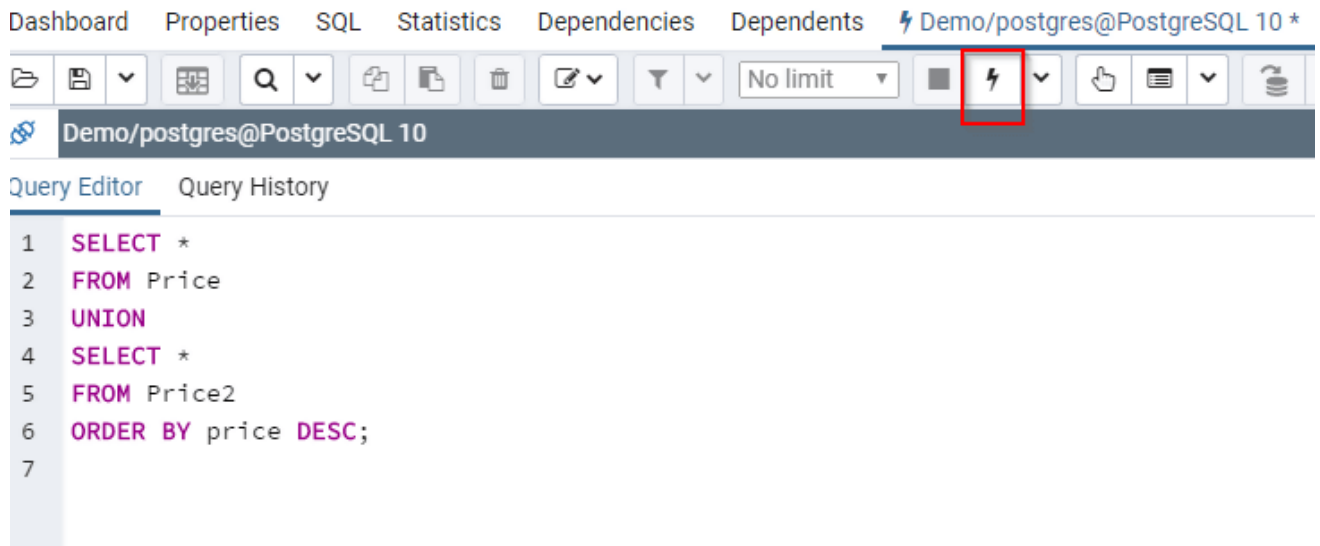 Dashboard Properties SQL Statistics Dependencies Dependents Demo/postgres@PostgreSQL 10 *
No limit
Demo/postgres@PostgreSQL 10
Query Editor Query History
1 SELECT *
2 FROM Price
3 UNION
4 SELECT *
5 FROM Price2
6 ORDER BY price DESC;
7